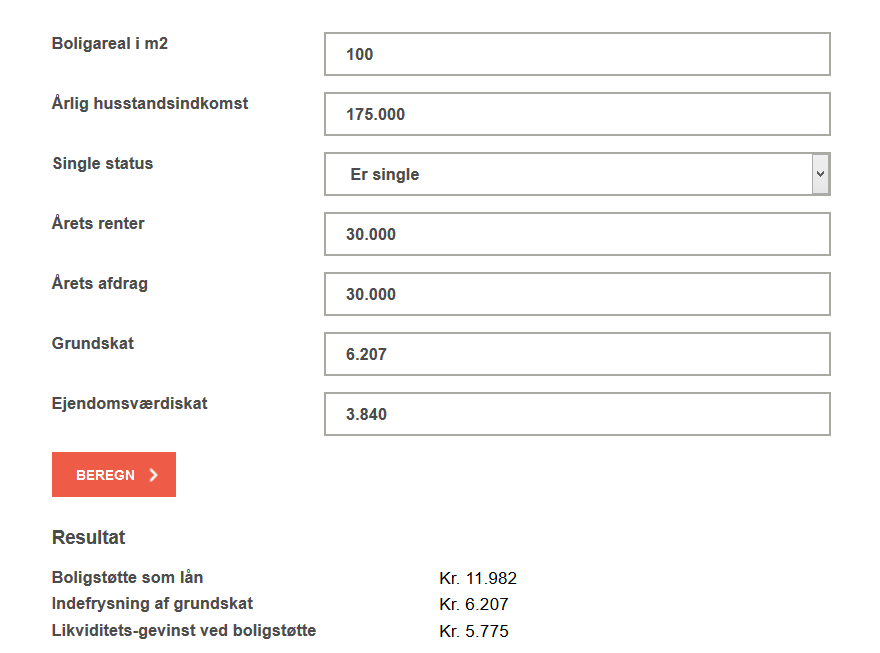 Boligareal i m2 100
Årlig husstandsindkomst 175.000
Single status Er single
Årets renter 30.000
Årets afdrag 30.000
Grundskat 6.207
Ejendomsværdiskat 3.840
BEREGN
Resultat
Boligstøtte som lån Kr. 11.982
Indefrysning af grundskat Kr. 6.207
Likviditets-gevinst ved boligstøtte Kr. 5.775